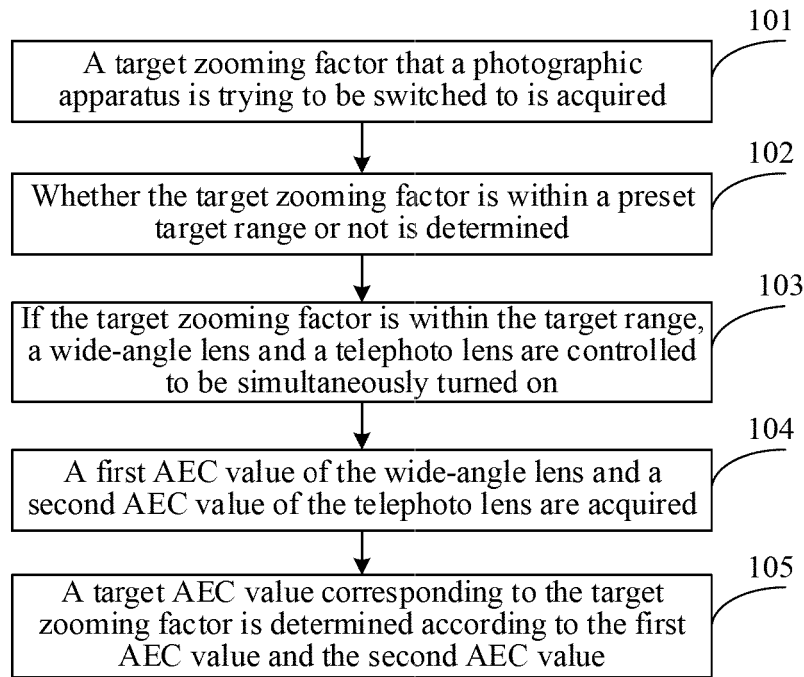 101
A target zooming factor that a photographic
apparatus is trying to be switched to is acquired
102
Whether the target zooming factor is within a preset
target range or not is determined
103
If the target zooming factor is within the target range,
a wide-angle lens and a telephoto lens are controlled
to be simultaneously turned on
104
A first AEC value of the wide-angle lens and a
second AEC value of the telephoto lens are acquired
105
A target AEC value corresponding to the target
zooming factor is determined according to the first
AEC value and the second AEC value